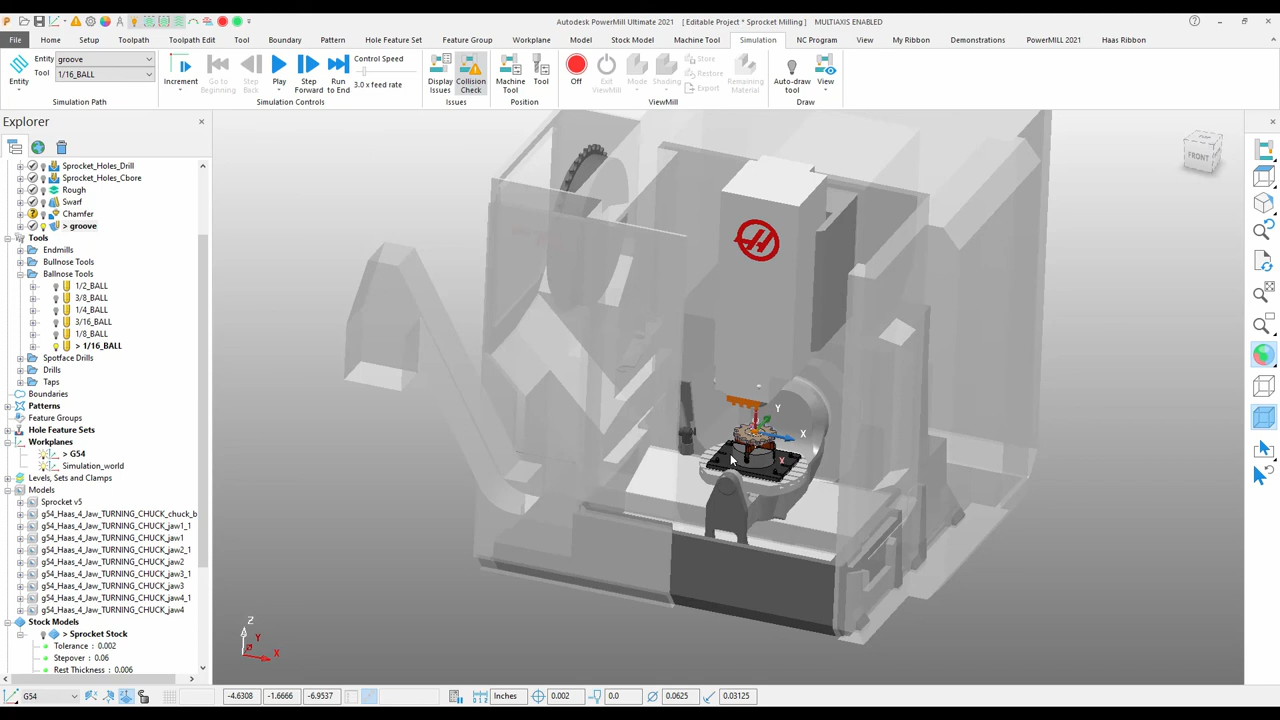 Autodesk PowerMill Ultimate 2021 [ Editable Project * Sprocket Milling ] MULTIAXIS ENABLED
File Home Setup Toolpath Toolpath Edit Tool Boundary Pattern Hole Feature Set Feature Group Workplane Model Stock Model Machine Tool Simulation NC Program View My Ribbon Demonstrations PowerMILL 2021 Haas Ribbon
Entity
Entity groove
Tool 1/16_BALL
Simulation Path
Increment
Go to Beginning
Step Back
Play
Step Forward
Run to End
Control Speed
3.0 x feed rate
Simulation Controls
Display Issues
Collision Check
Issues
Machine Tool
Tool
Position
Off
Exit ViewMill
Mode
Shading
Store
Restore
Export
Remaining Material
ViewMill
Auto-draw tool
View
Draw
Explorer
Sprocket_Holes_Drill
Sprocket_Holes_Cbore
Rough
Swarf
Chamfer
> groove
Tools
Endmills
Bullnose Tools
Ballnose Tools
1/2_BALL
3/8_BALL
1/4_BALL
3/16_BALL
1/8_BALL
> 1/16_BALL
Spotface Drills
Drills
Taps
Boundaries
Patterns
Feature Groups
Hole Feature Sets
Workplanes
> G54
Simulation_world
Levels, Sets and Clamps
Models
Sprocket v5
g54_Haas_4_Jaw_TURNING_CHUCK_chuck_b
g54_Haas_4_Jaw_TURNING_CHUCK_jaw1_1
g54_Haas_4_Jaw_TURNING_CHUCK_jaw1
g54_Haas_4_Jaw_TURNING_CHUCK_jaw2_1
g54_Haas_4_Jaw_TURNING_CHUCK_jaw2
g54_Haas_4_Jaw_TURNING_CHUCK_jaw3_1
g54_Haas_4_Jaw_TURNING_CHUCK_jaw3
g54_Haas_4_Jaw_TURNING_CHUCK_jaw4_1
g54_Haas_4_Jaw_TURNING_CHUCK_jaw4
Stock Models
> Sprocket Stock
Tolerance : 0.002
Stepover : 0.06
Rest Thickness : 0.006
FRONT
Y
X
X
Z
Y
X
G54 -4.6308 -1.6666 -6.9537 Inches 0.002 0.0 0.0625 0.03125